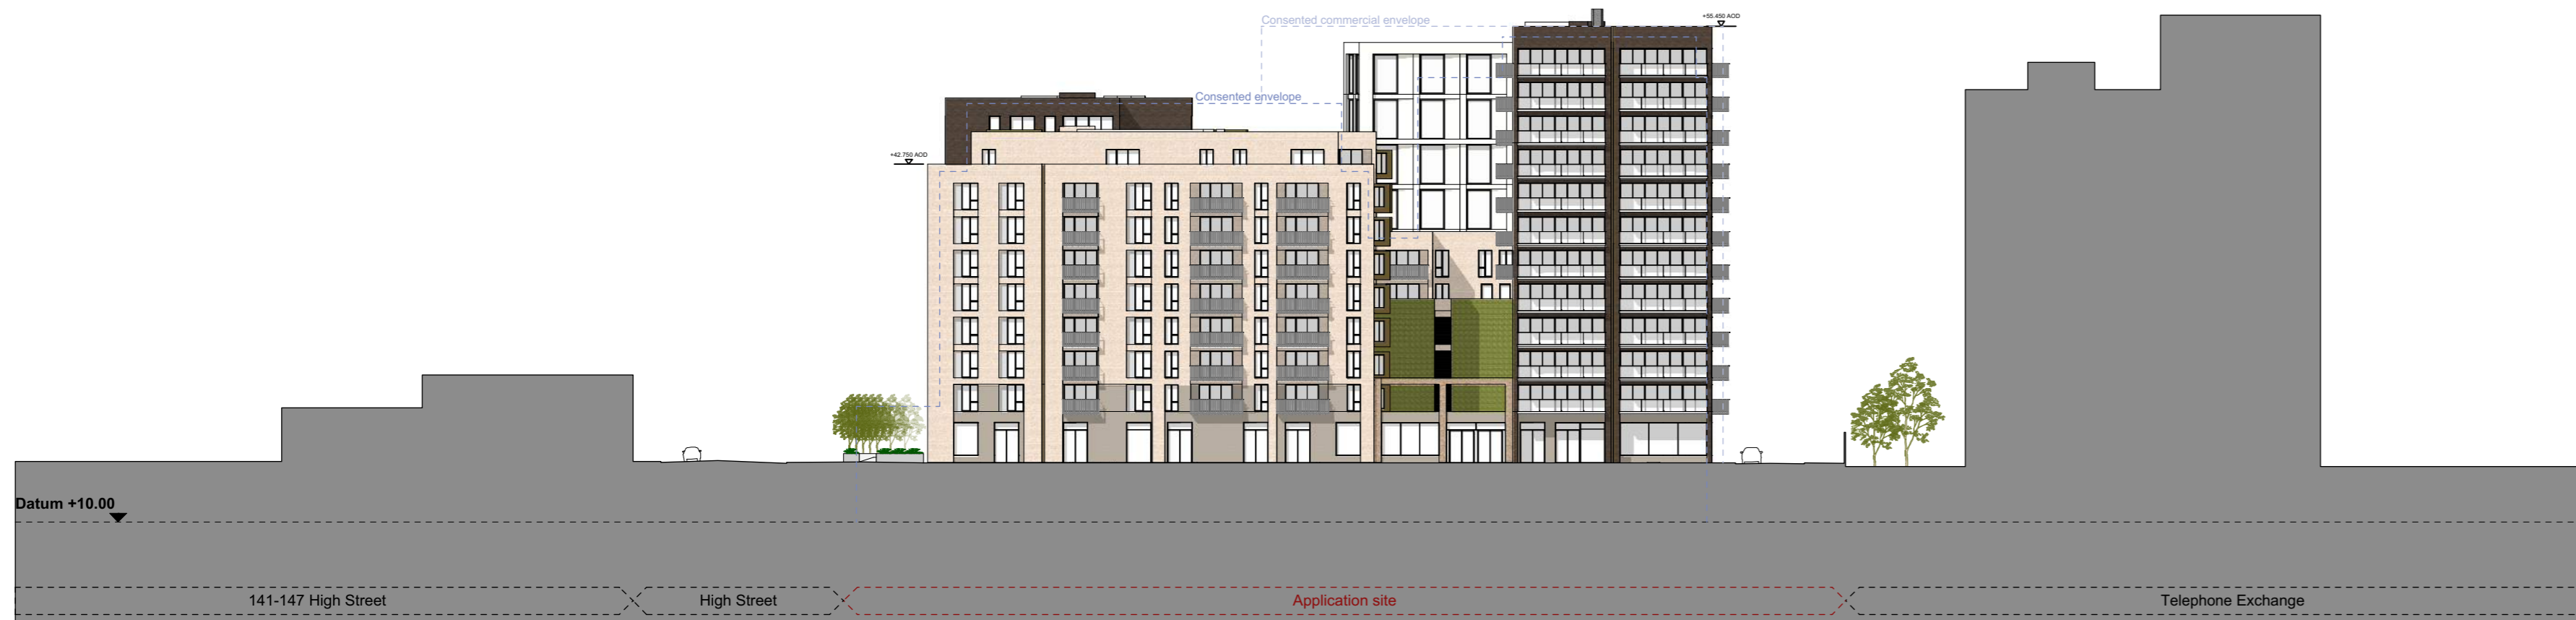 Consented commercial envelope
+55.450 AOD
Consented envelope
+42.750 AOD
Datum +10.00
141-147 High Street
High Street
Application site
Telephone Exchange